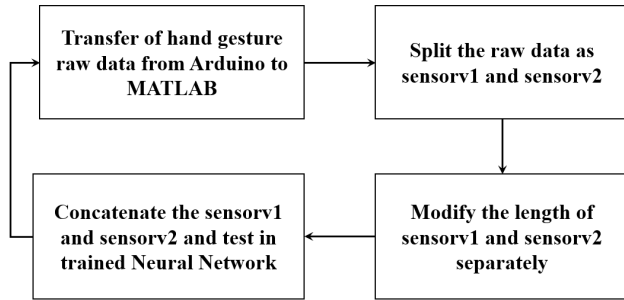 Transfer of hand gesture
raw data from Arduino to
MATLAB
Split the raw data as
sensorv1 and sensorv2
Modify the length of
sensorv1 and sensorv2
separately
Concatenate the sensorv1
and sensorv2 and test in
trained Neural Network